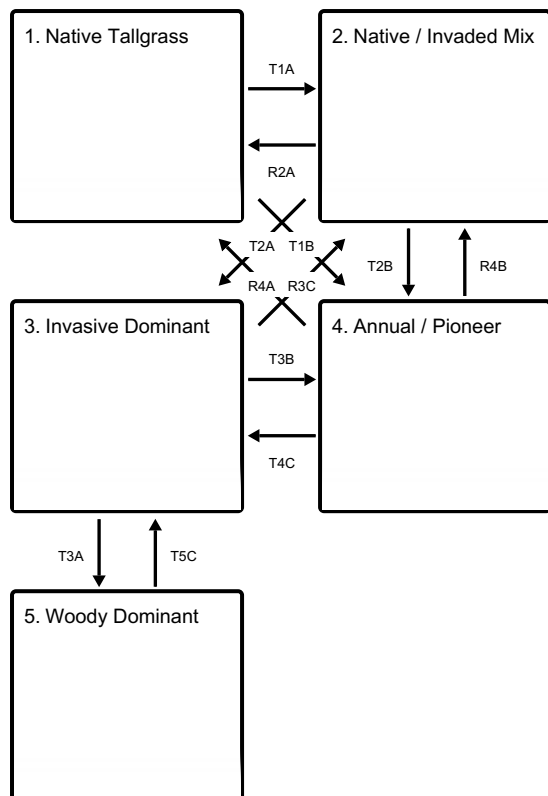 1. Native Tallgrass
2. Native / Invaded Mix
T1A
R2A
T2A
T1B
T2B
R4B
R4A
R3C
3. Invasive Dominant
4. Annual / Pioneer
T3B
T4C
T3A
T5C
5. Woody Dominant